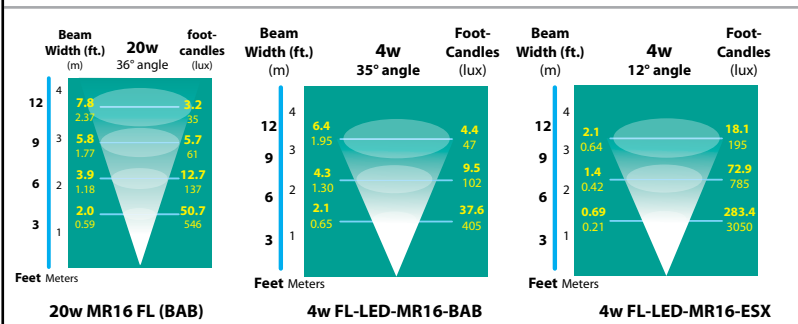 Beam
Width (ft.)
(m)
20w
36° angle
foot-
candles
(lux)
12
9
6
3
4
3
2
1
7.8
2.37
3.2
35
5.8
1.77
5.7
61
3.9
1.18
12.7
137
2.0
0.59
50.7
546
Feet Meters
20w MR16 FL (BAB)
Beam
Width (ft.)
(m)
4w
35° angle
Foot-
Candles
(lux)
12
9
6
3
4
3
2
1
6.4
1.95
4.4
47
4.3
1.30
9.5
102
2.1
0.65
37.6
405
Feet Meters
4w FL-LED-MR16-BAB
Beam
Width (ft.)
(m)
4w
12° angle
Foot-
Candles
(lux)
12
9
6
3
4
3
2
1
2.1
0.64
18.1
195
1.4
0.42
72.9
785
0.69
0.21
283.4
3050
Feet Meters
4w FL-LED-MR16-ESX